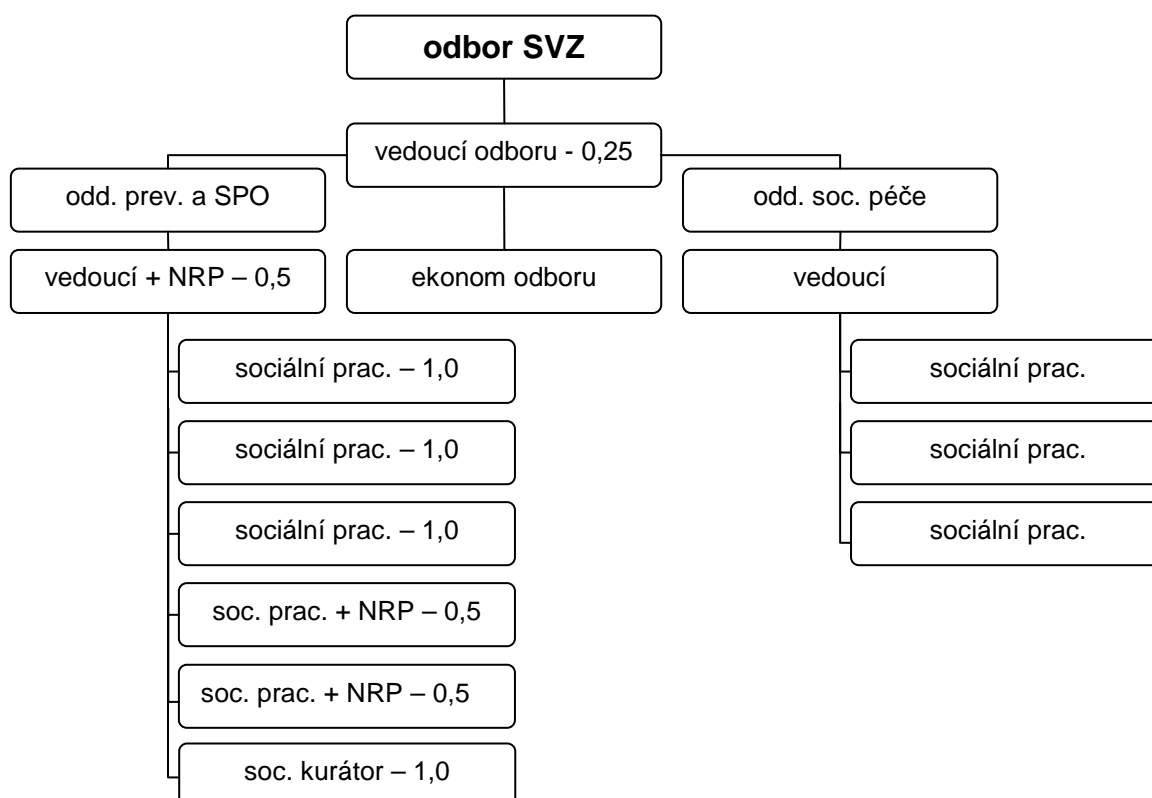 odbor SVZ
vedoucí odboru - 0,25
odd. prev. a SPO
odd. soc. péče
vedoucí + NRP – 0,5
ekonom odboru
vedoucí
sociální prac. – 1,0
sociální prac.
sociální prac. – 1,0
sociální prac.
sociální prac. – 1,0
sociální prac.
soc. prac. + NRP – 0,5
soc. prac. + NRP – 0,5
soc. kurátor – 1,0